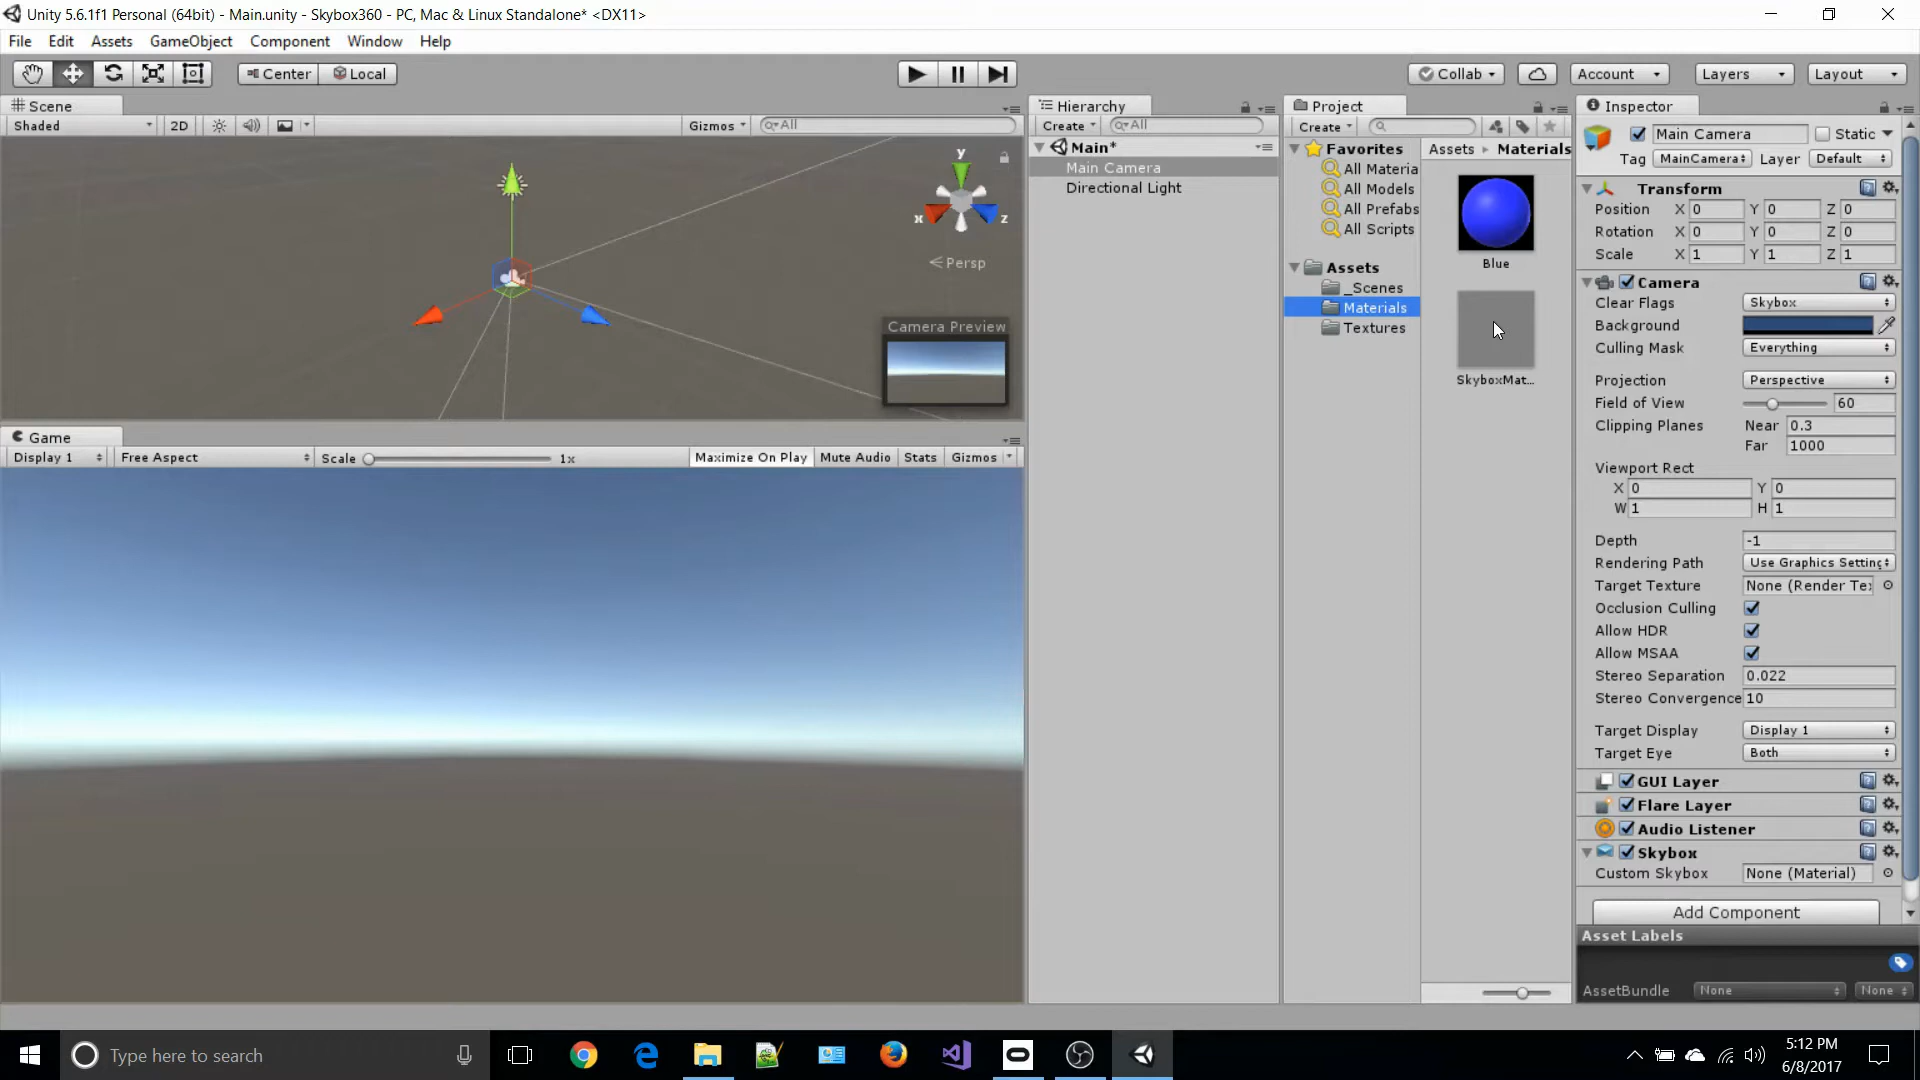 Unity 5.6.1f1 Personal (64bit) - Main.unity - Skybox360 - PC, Mac & Linux Standalone* <DX11>
File Edit Assets GameObject Component Window Help
Center Local Collab Account Layers Layout
Scene
Shaded 2D Gizmos All
y
x
z
Persp
Camera Preview
Game
Display 1 Free Aspect Scale 1x Maximize On Play Mute Audio Stats Gizmos
Hierarchy
Create All
Main*
Main Camera
Directional Light
Project
Create
Favorites
All Materia
All Models
All Prefabs
All Scripts
Assets
_Scenes
Materials
Textures
Assets Materials
Blue
SkyboxMat...
Inspector
Main Camera Static
Tag MainCamera Layer Default
Transform
Position X 0 Y 0 Z 0
Rotation X 0 Y 0 Z 0
Scale X 1 Y 1 Z 1
Camera
Clear Flags Skybox
Background
Culling Mask Everything
Projection Perspective
Field of View 60
Clipping Planes Near 0.3
Far 1000
Viewport Rect
X 0 Y 0
W 1 H 1
Depth -1
Rendering Path Use Graphics Setting
Target Texture None (Render Te
Occlusion Culling
Allow HDR
Allow MSAA
Stereo Separation 0.022
Stereo Convergence 10
Target Display Display 1
Target Eye Both
GUI Layer
Flare Layer
Audio Listener
Skybox
Custom Skybox None (Material)
Add Component
Asset Labels
AssetBundle None None
Type here to search
5:12 PM
6/8/2017